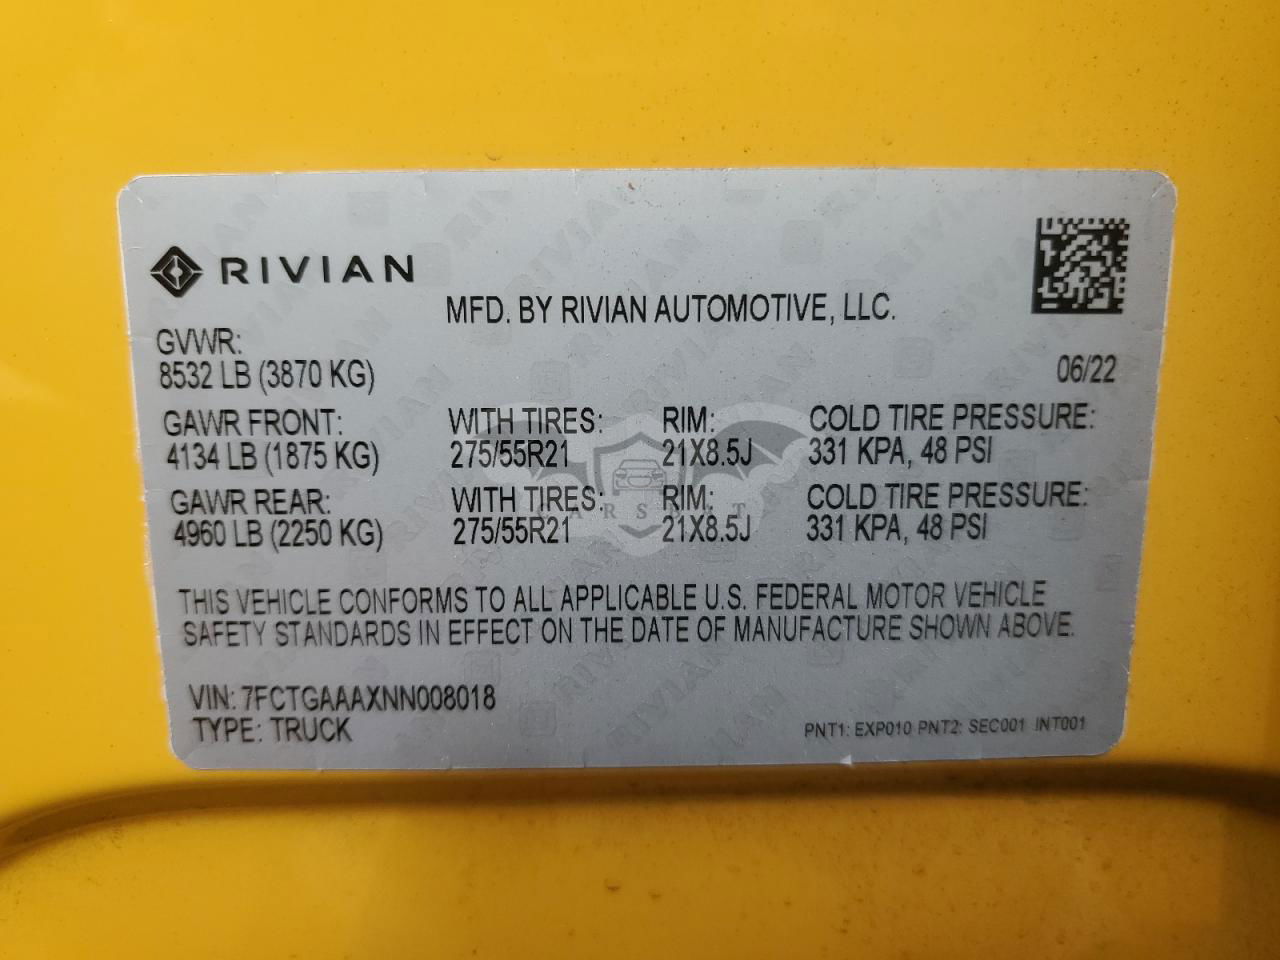 RIVIAN
MFD. BY RIVIAN AUTOMOTIVE, LLC.
GVWR:
8532 LB (3870 KG)
06/22
GAWR FRONT: WITH TIRES: RIM: COLD TIRE PRESSURE:
4134 LB (1875 KG) 275/55R21 21X8.5J 331 KPA, 48 PSI
GAWR REAR: WITH TIRES: RIM: COLD TIRE PRESSURE:
4960 LB (2250 KG) 275/55R21 21X8.5J 331 KPA, 48 PSI
THIS VEHICLE CONFORMS TO ALL APPLICABLE U.S. FEDERAL MOTOR VEHICLE
SAFETY STANDARDS IN EFFECT ON THE DATE OF MANUFACTURE SHOWN ABOVE.
VIN: 7FCTGAAAXNN008018
TYPE: TRUCK
PNT1: EXP010 PNT2: SEC001 INT001